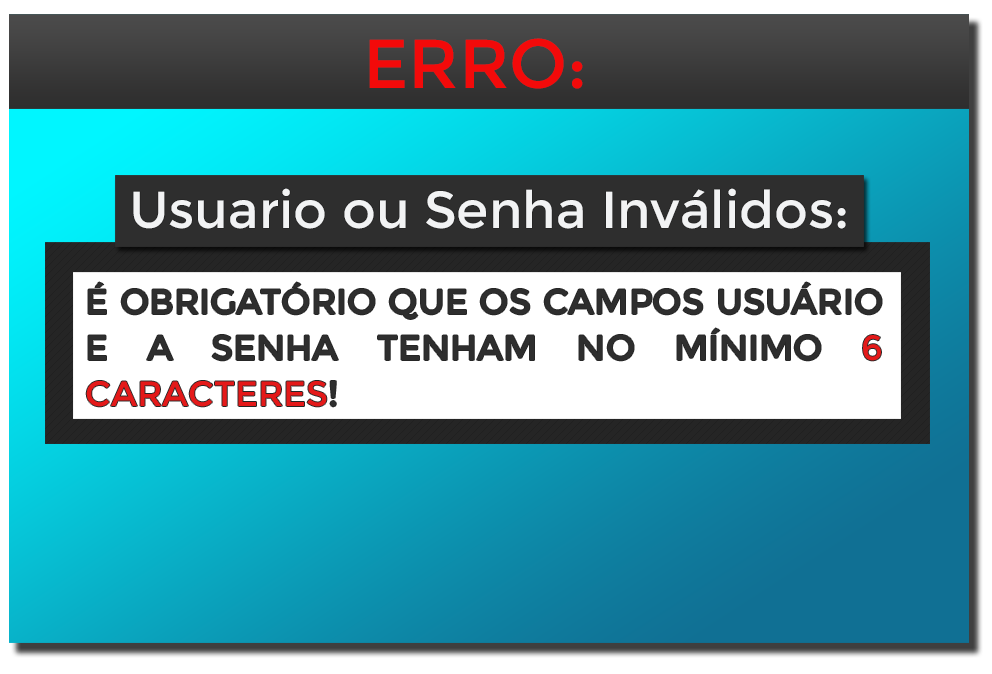 ERRO:
Usuario ou Senha Inválidos:
É OBRIGATÓRIO QUE OS CAMPOS USUÁRIO
E A SENHA TENHAM NO MÍNIMO 6
CARACTERES!